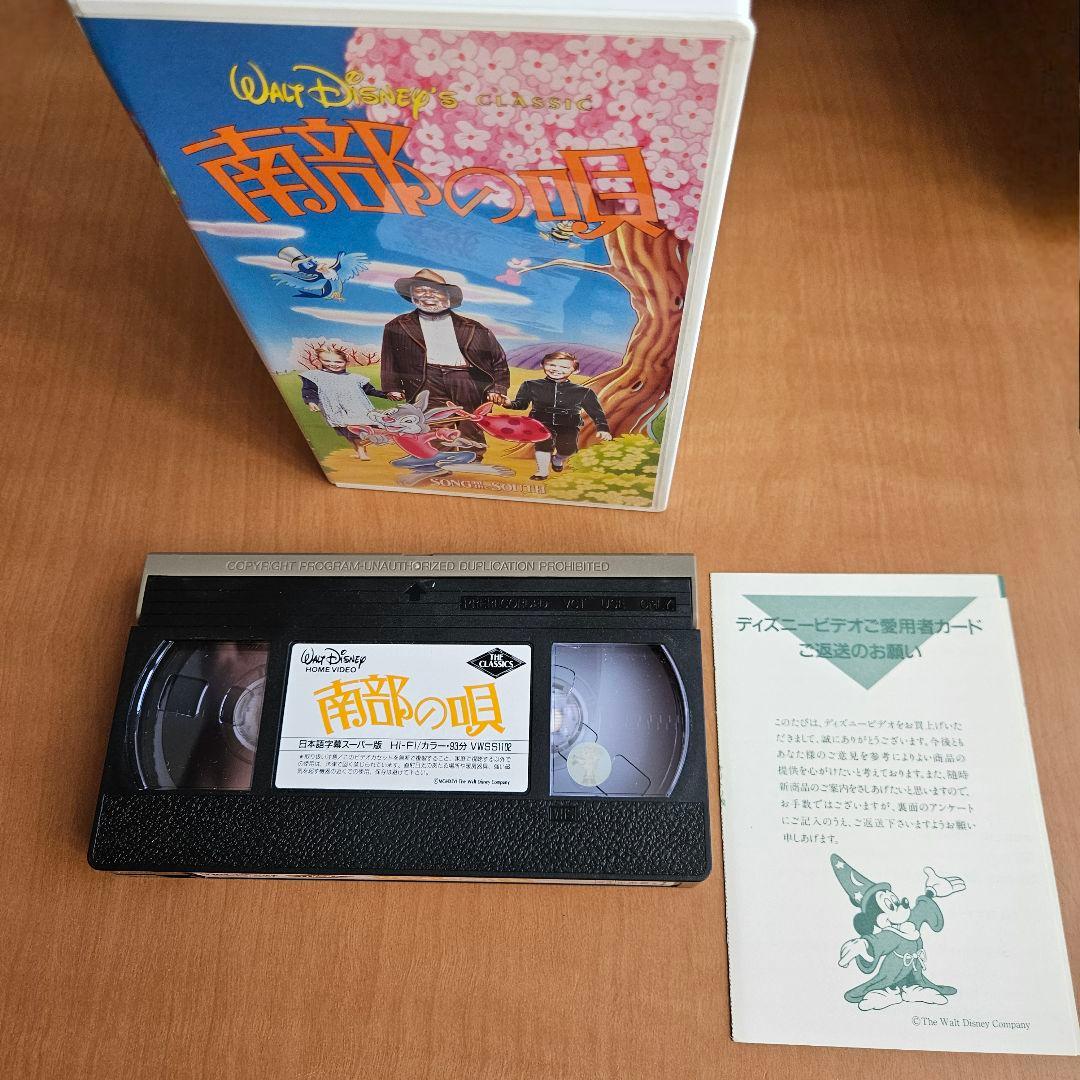 WALT DISNEY'S CLASSIC
南部の唄
SONG OF THE SOUTH
COPYRIGHT PROGRAM-UNAUTHORIZED DUPLICATION PROHIBITED
PRERECORDED VCT USE ONLY
WALT DISNEY
HOME VIDEO
THE
CLASSICS
南部の唄
日本語字幕スーパー版 Hi-Fi/カラー・93分 VWSS1102
©MCMXLVI The Walt Disney Company
ディズニービデオご愛用者カード
ご返送のお願い
このたびは、ディズニービデオをお買上げいた
だきまして、誠にありがとうございます。今後とも
あなた様のご意見を参考によりよい商品の
提供を心がけたいと考えております。また、随時
新商品のご案内をさしあげたいと思いますので、
お手数ではございますが、裏面のアンケート
にご記入のうえ、ご返送下さいますようお願い
申しあげます。
©The Walt Disney Company